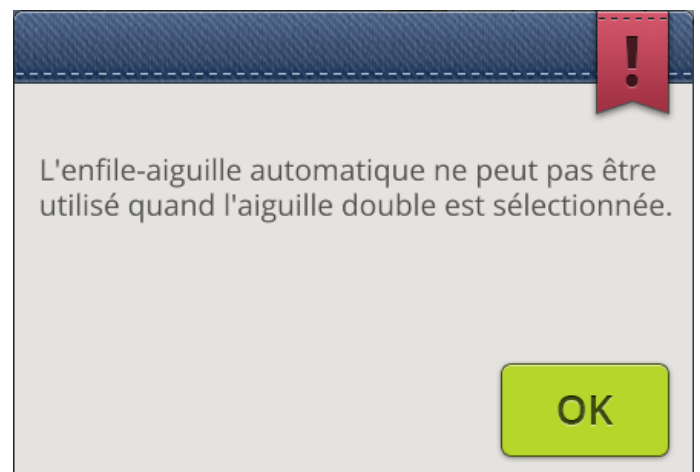 !
L'enfile-aiguille automatique ne peut pas être
utilisé quand l'aiguille double est sélectionnée.
OK